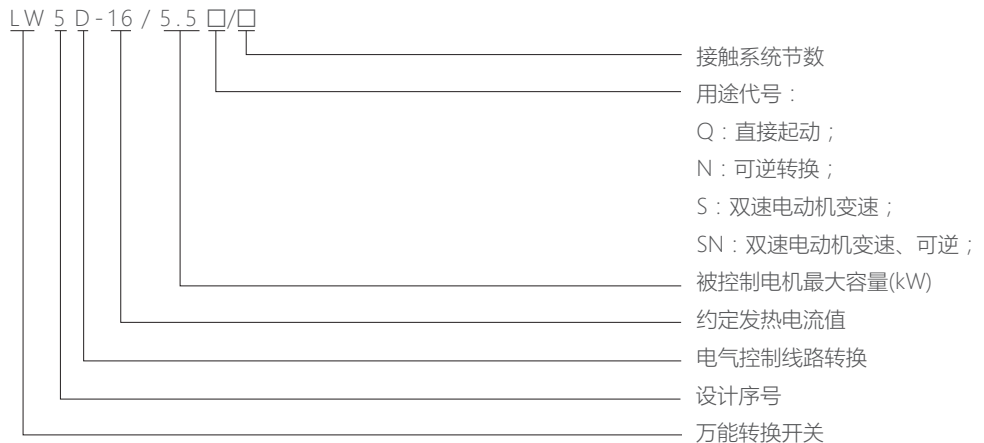 LW5D-16/5.5□/□
接触系统节数
用途代号：
Q：直接起动；
N：可逆转换；
S：双速电动机变速；
SN：双速电动机变速、可逆；
被控制电机最大容量(kW)
约定发热电流值
电气控制线路转换
设计序号
万能转换开关